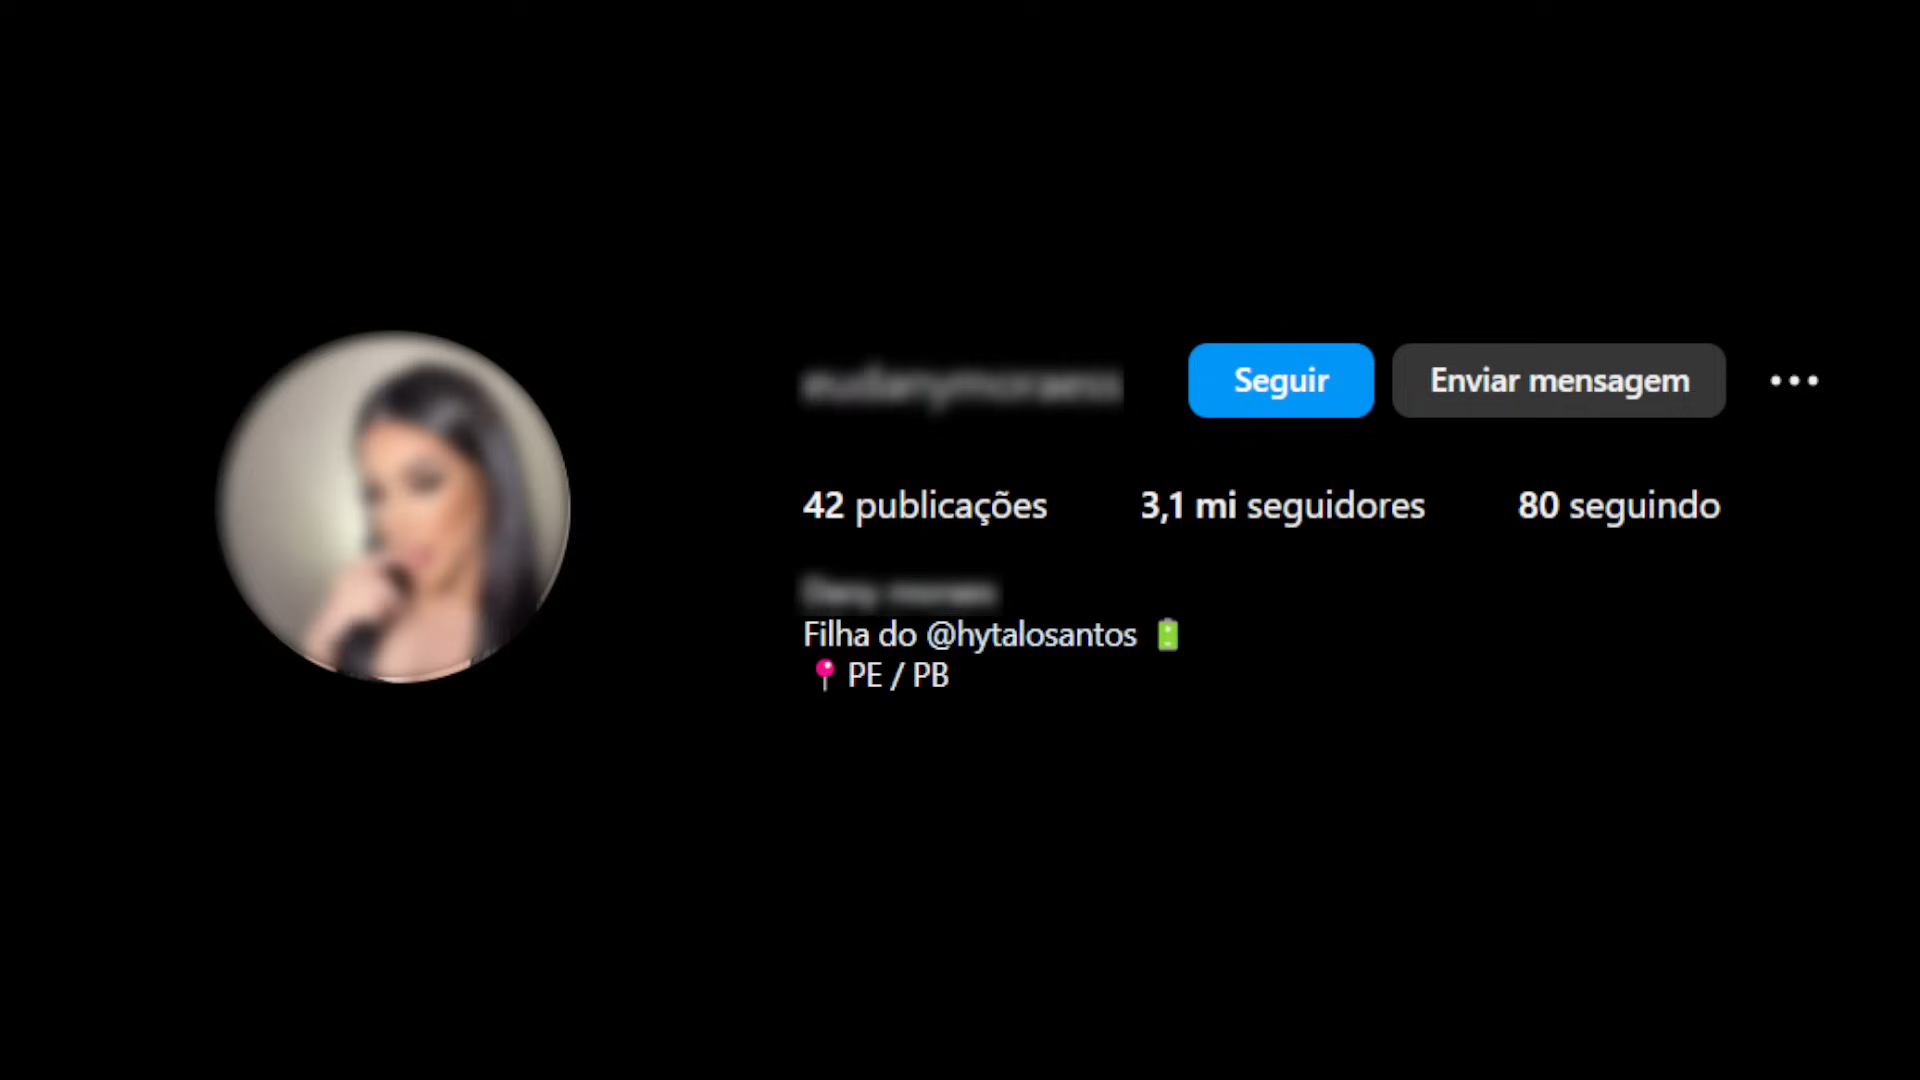 Seguir
Enviar mensagem
42 publicações
3,1 mi seguidores
80 seguindo
Filha do @hytalosantos 🔋
📍 PE / PB